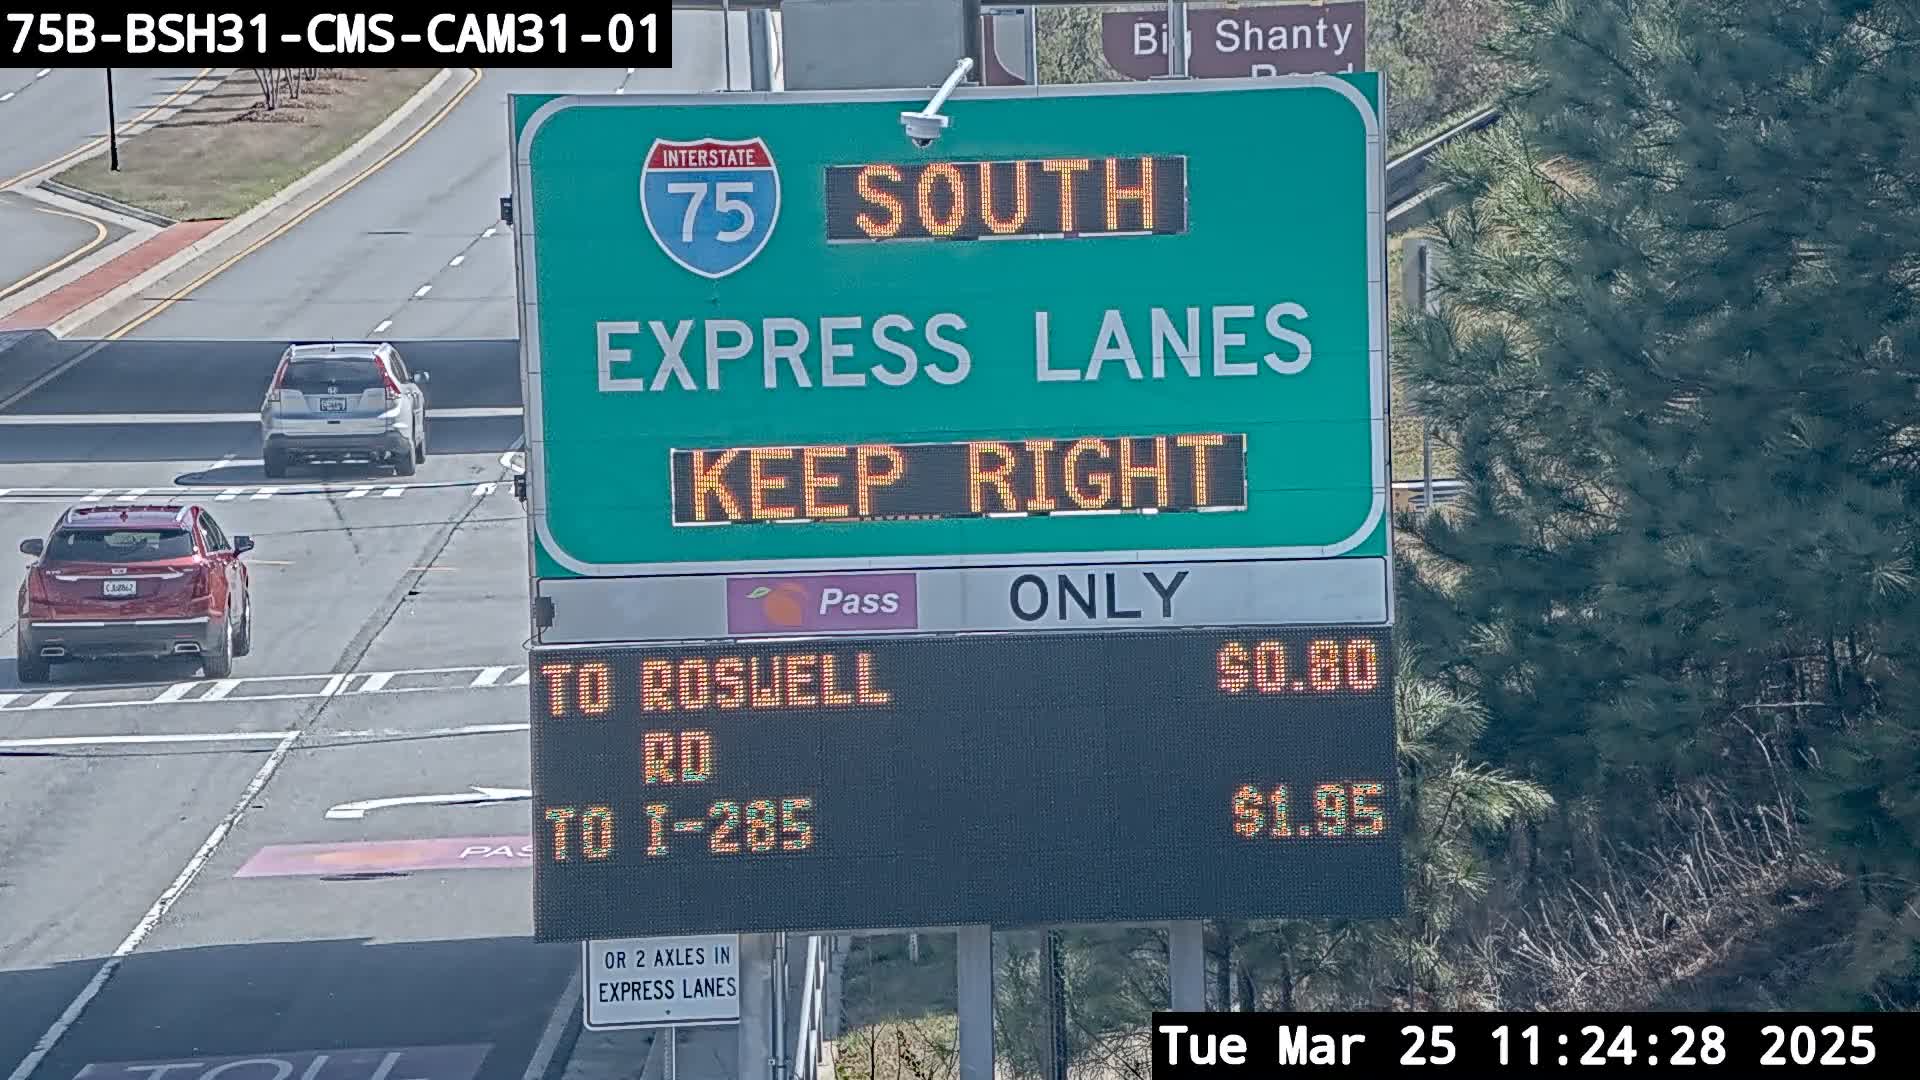 75B-BSH31-CMS-CAM31-01
Big Shanty
Road
INTERSTATE
75
SOUTH
EXPRESS LANES
KEEP RIGHT
Pass ONLY
TO ROSWELL $0.80
RD
TO I-285 $1.95
OR 2 AXLES IN
EXPRESS LANES
TOLL
Tue Mar 25 11:24:28 2025